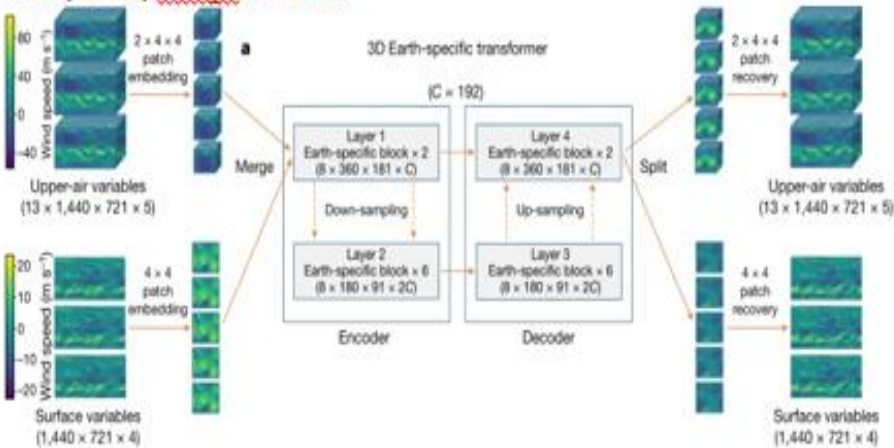 a
3D Earth-specific transformer
(C = 192)
80
40
0
−40
Wind speed (m s⁻¹)
2 × 4 × 4
patch
embedding
Upper-air variables
(13 × 1,440 × 721 × 5)
20
10
0
−10
−20
Wind speed (m s⁻¹)
4 × 4
patch
embedding
Surface variables
(1,440 × 721 × 4)
Merge
Layer 1
Earth-specific block × 2
(8 × 360 × 181 × C)
Down-sampling
Layer 2
Earth-specific block × 6
(8 × 180 × 91 × 2C)
Encoder
Layer 4
Earth-specific block × 2
(8 × 360 × 181 × C)
Up-sampling
Layer 3
Earth-specific block × 6
(8 × 180 × 91 × 2C)
Decoder
Split
2 × 4 × 4
patch
recovery
Upper-air variables
(13 × 1,440 × 721 × 5)
4 × 4
patch
recovery
Surface variables
(1,440 × 721 × 4)